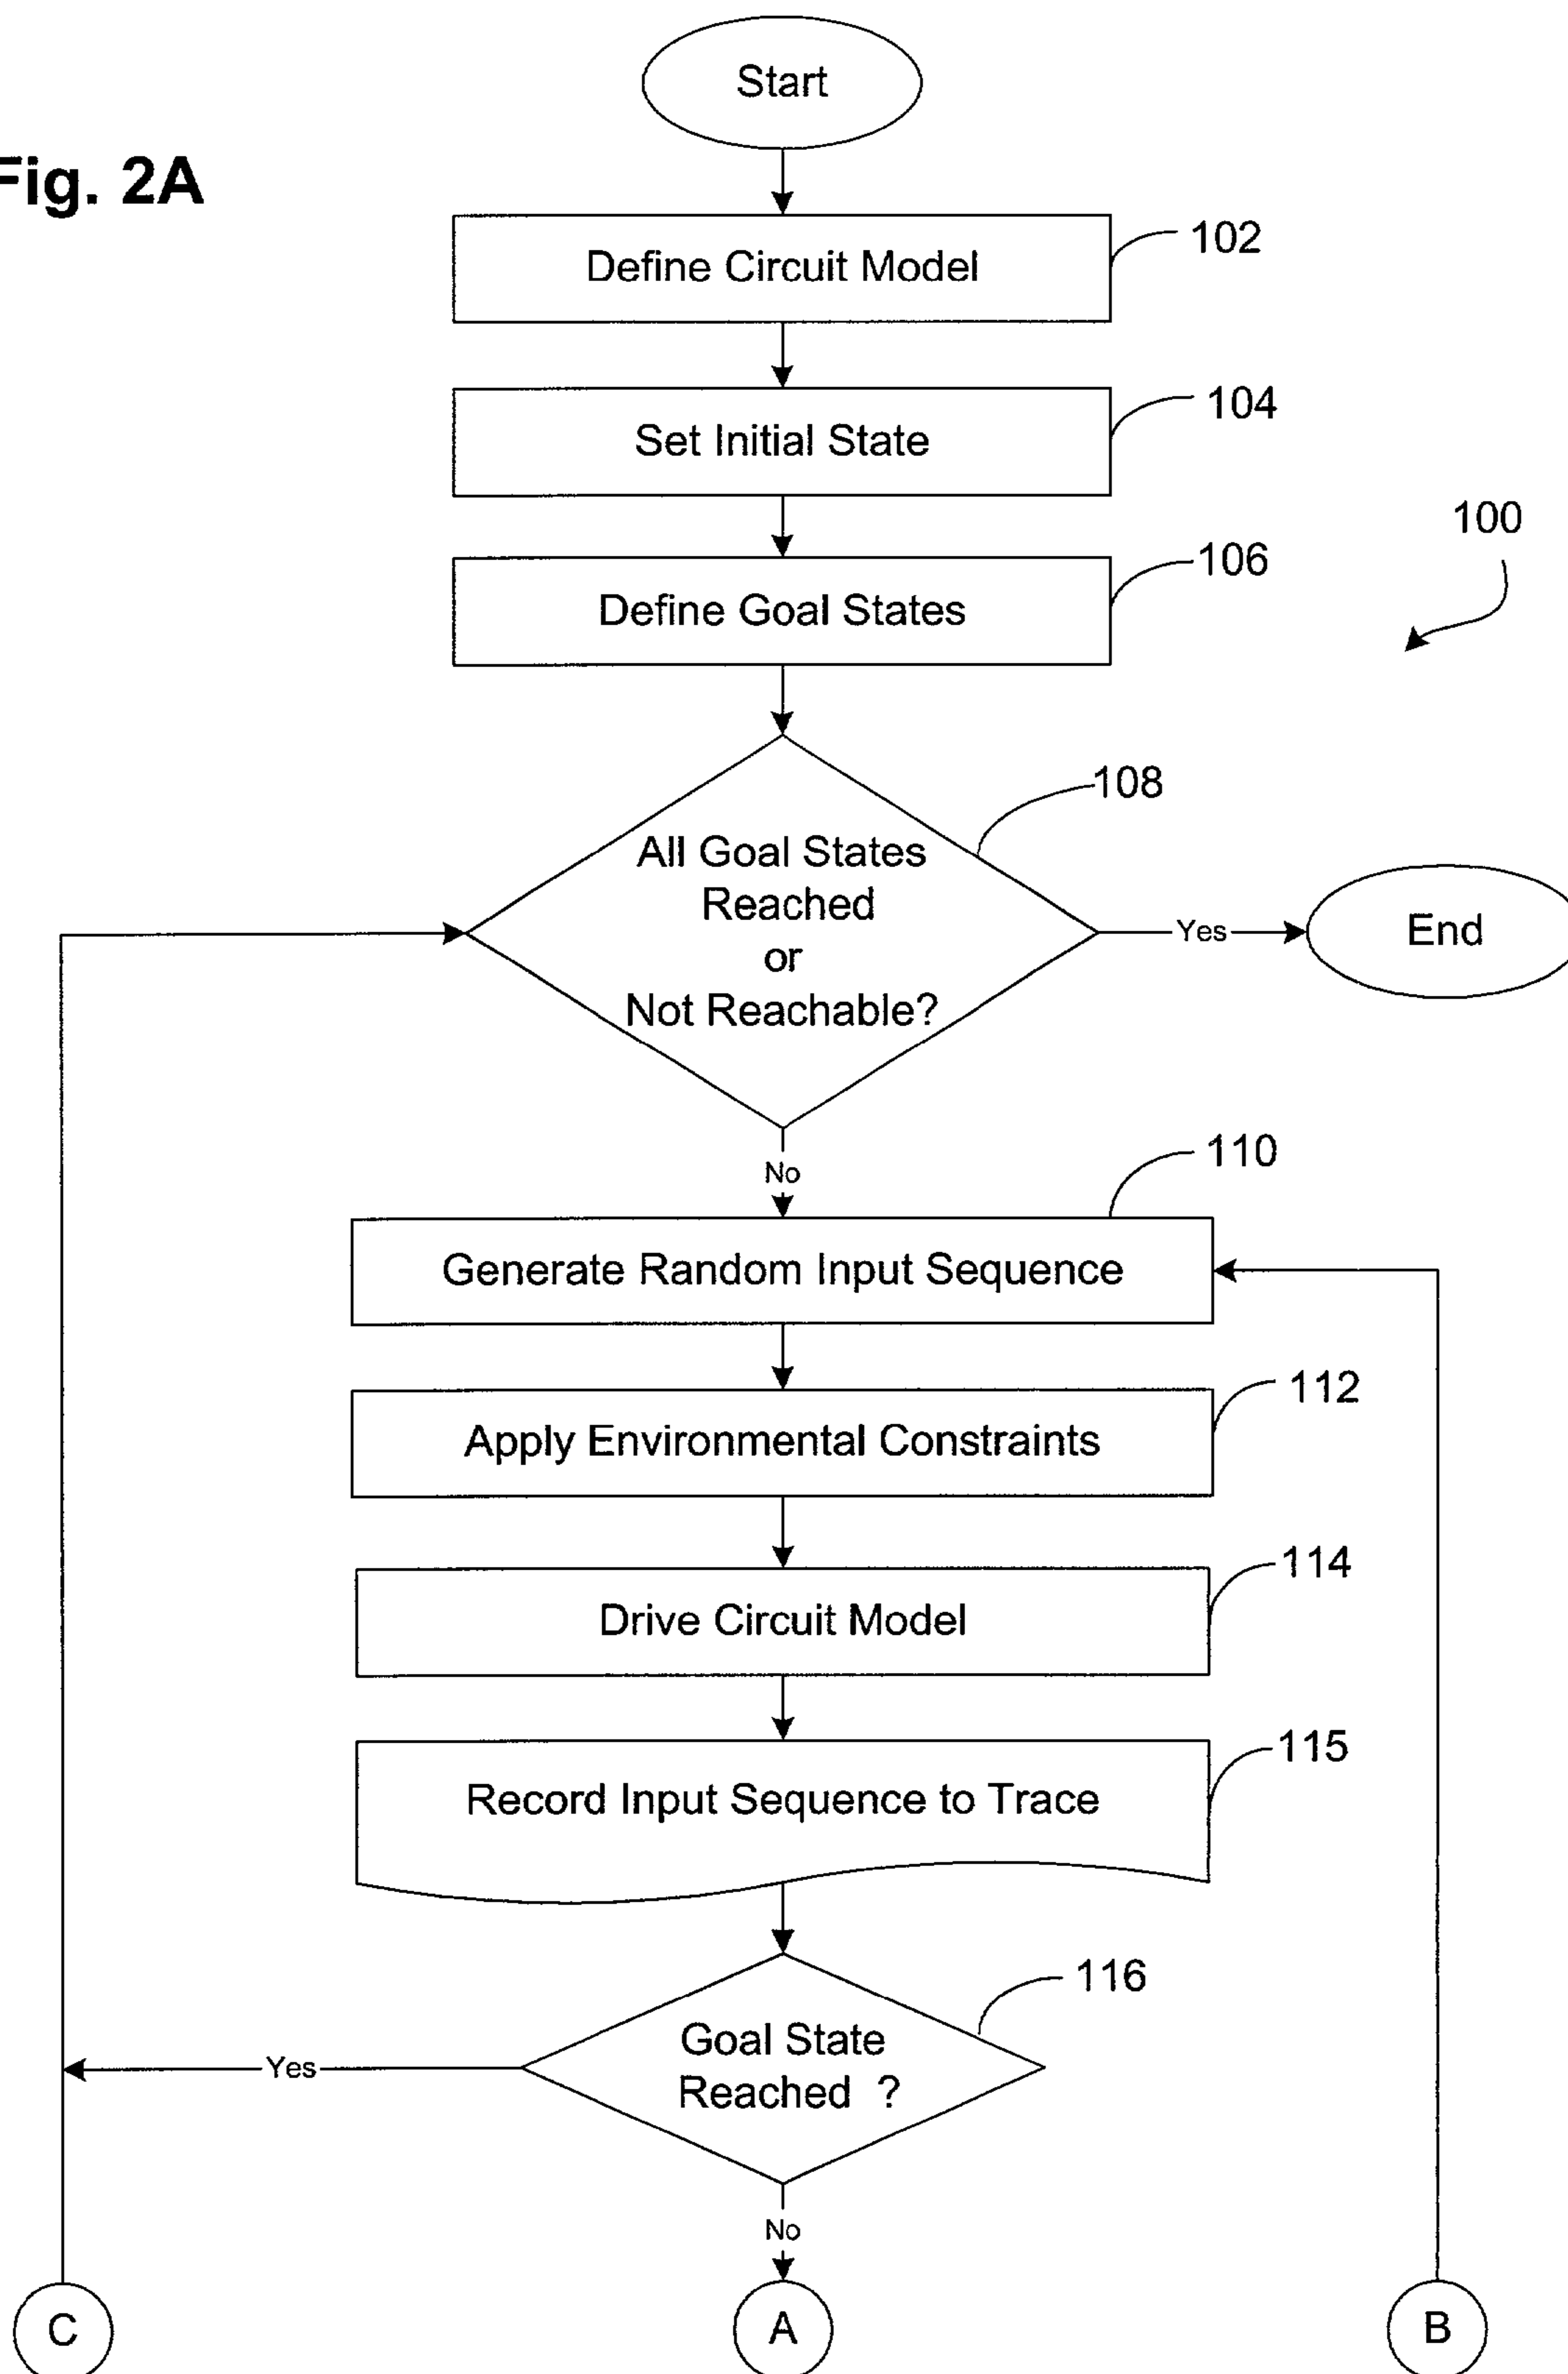 Start
Fig. 2A
Define Circuit Model
102
Set Initial State
104
100
Define Goal States
106
108
All Goal States
Reached
or
Not Reachable?
Yes
End
No
110
Generate Random Input Sequence
112
Apply Environmental Constraints
114
Drive Circuit Model
115
Record Input Sequence to Trace
116
Goal State
Reached ?
Yes
No
C
A
B